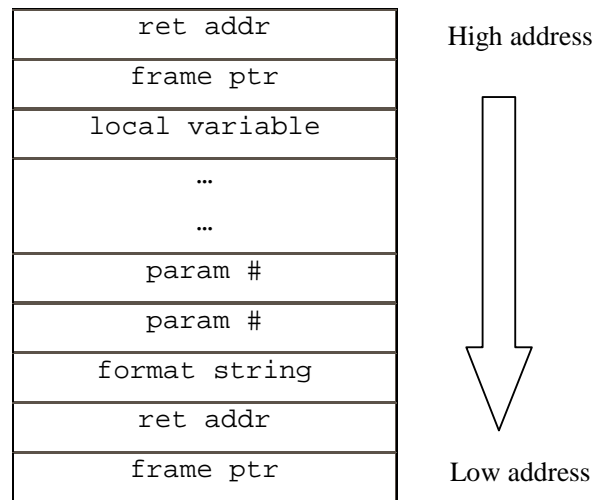 ret addr
High address
frame ptr
local variable
…
…
param #
param #
format string
ret addr
frame ptr
Low address